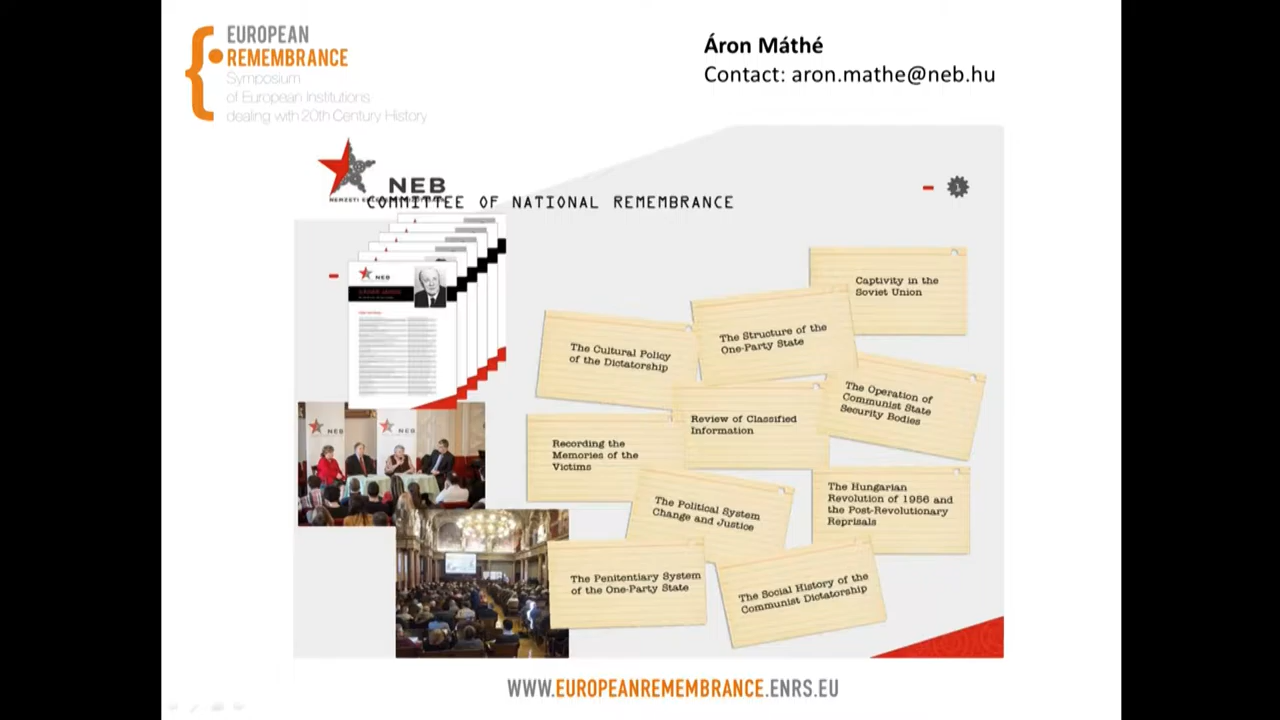 EUROPEAN
REMEMBRANCE
Symposium
of European Institutions
dealing with 20th Century History
Áron Máthé
Contact: aron.mathe@neb.hu
NEB
COMMITTEE OF NATIONAL REMEMBRANCE
NEB
Captivity in the
Soviet Union
The Structure of the
One-Party State
The Cultural Policy
of the Dictatorship
The Operation of
Communist State
Security Bodies
Review of Classified
Information
Recording the
Memories of the
Victims
The Hungarian
Revolution of 1956 and
the Post-Revolutionary
Reprisals
The Political System
Change and Justice
The Penitentiary System
of the One-Party State
The Social History of the
Communist Dictatorship
NEB
NEB
WWW.EUROPEANREMEMBRANCE.ENRS.EU